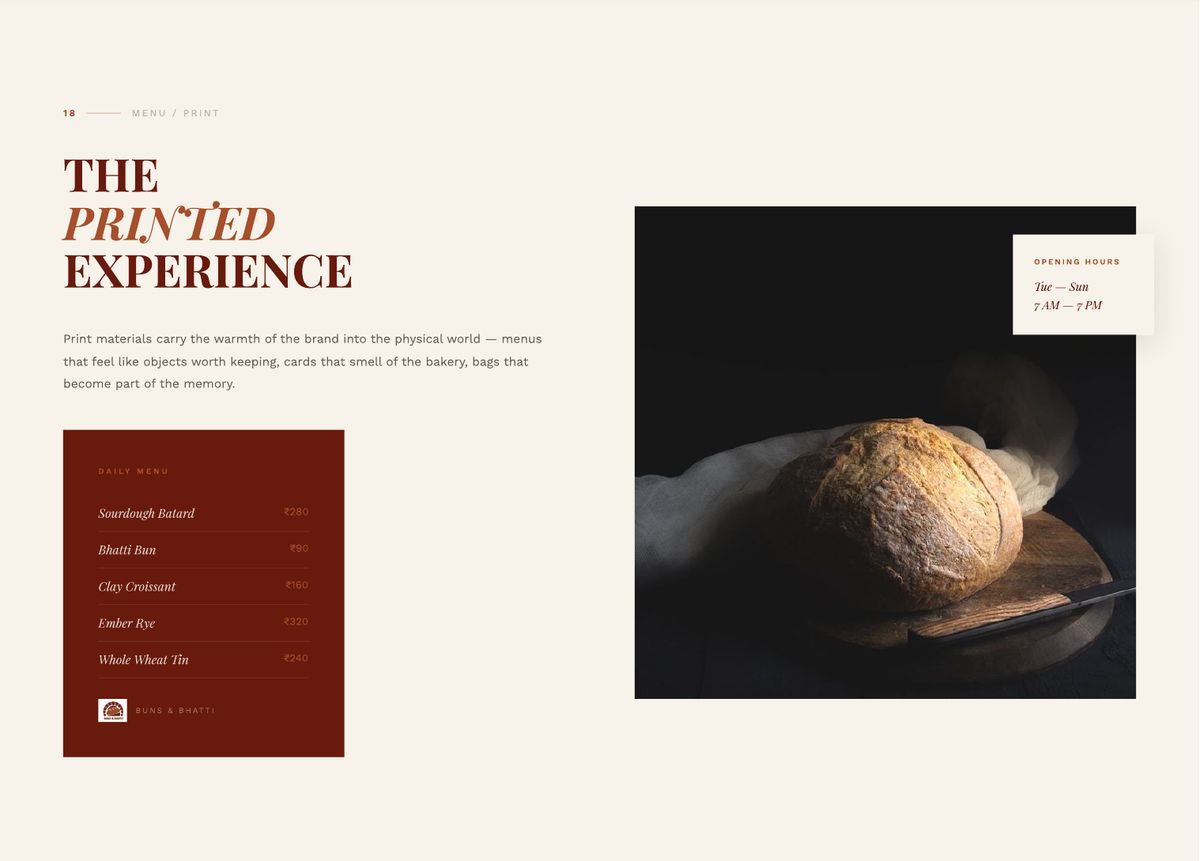 18 MENU / PRINT
THE
PRINTED
EXPERIENCE
Print materials carry the warmth of the brand into the physical world — menus
that feel like objects worth keeping, cards that smell of the bakery, bags that
become part of the memory.
DAILY MENU
Sourdough Batard ₹280
Bhatti Bun ₹90
Clay Croissant ₹160
Ember Rye ₹320
Whole Wheat Tin ₹240
BUNS & BHATTI
OPENING HOURS
Tue — Sun
7 AM — 7 PM